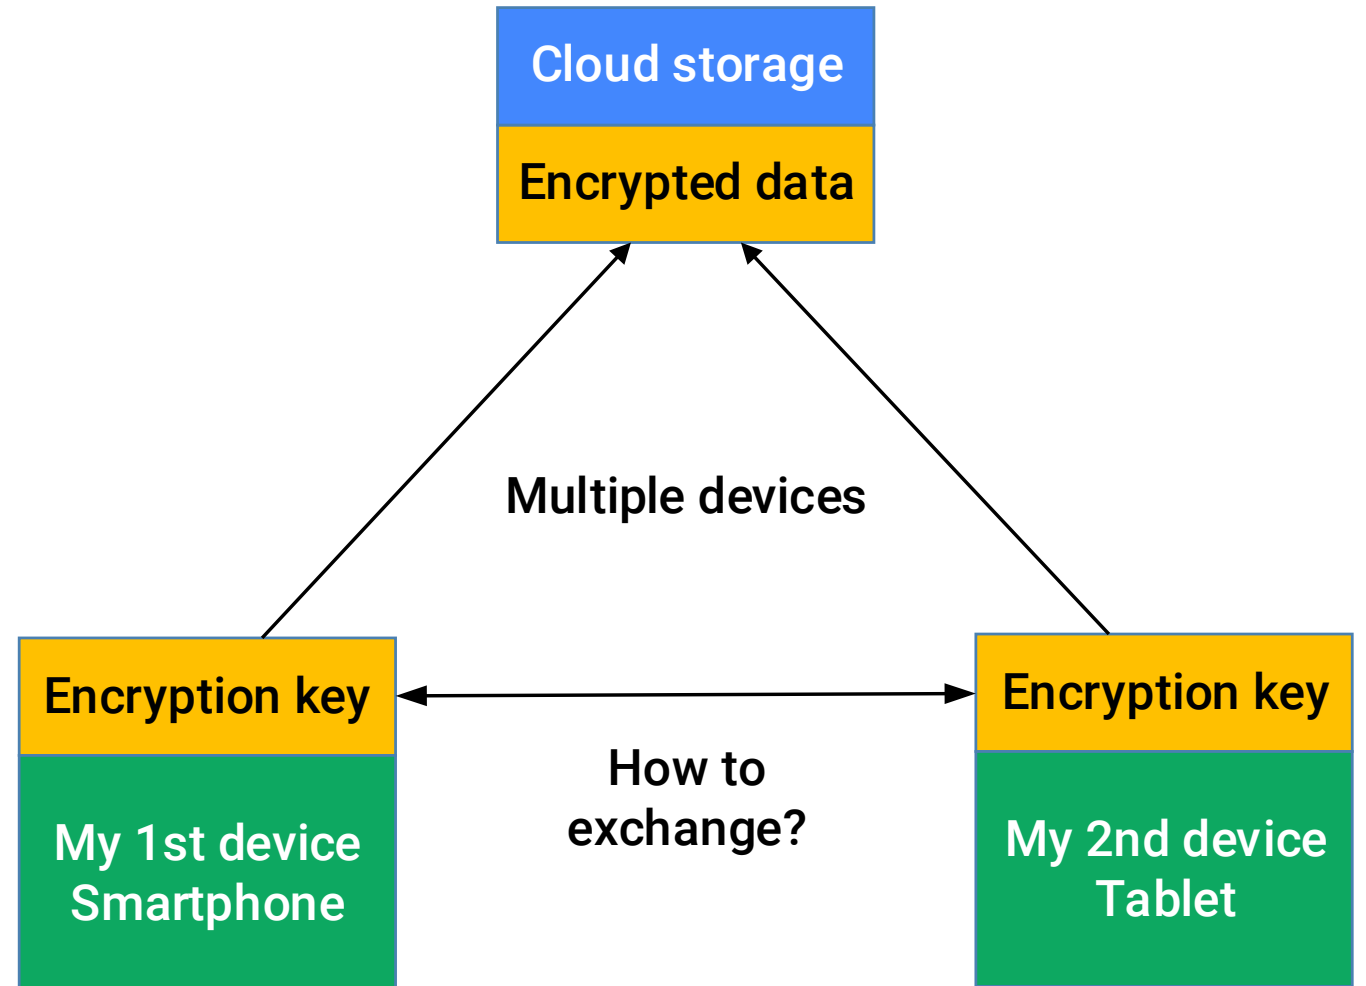 Cloud storage
Encrypted data
Multiple devices
Encryption key
Encryption key
How to
exchange?
My 1st device
Smartphone
My 2nd device
Tablet